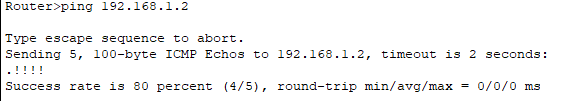 Router>ping 192.168.1.2
Type escape sequence to abort.
Sending 5, 100-byte ICMP Echos to 192.168.1.2, timeout is 2 seconds:
.!!!!
Success rate is 80 percent (4/5), round-trip min/avg/max = 0/0/0 ms